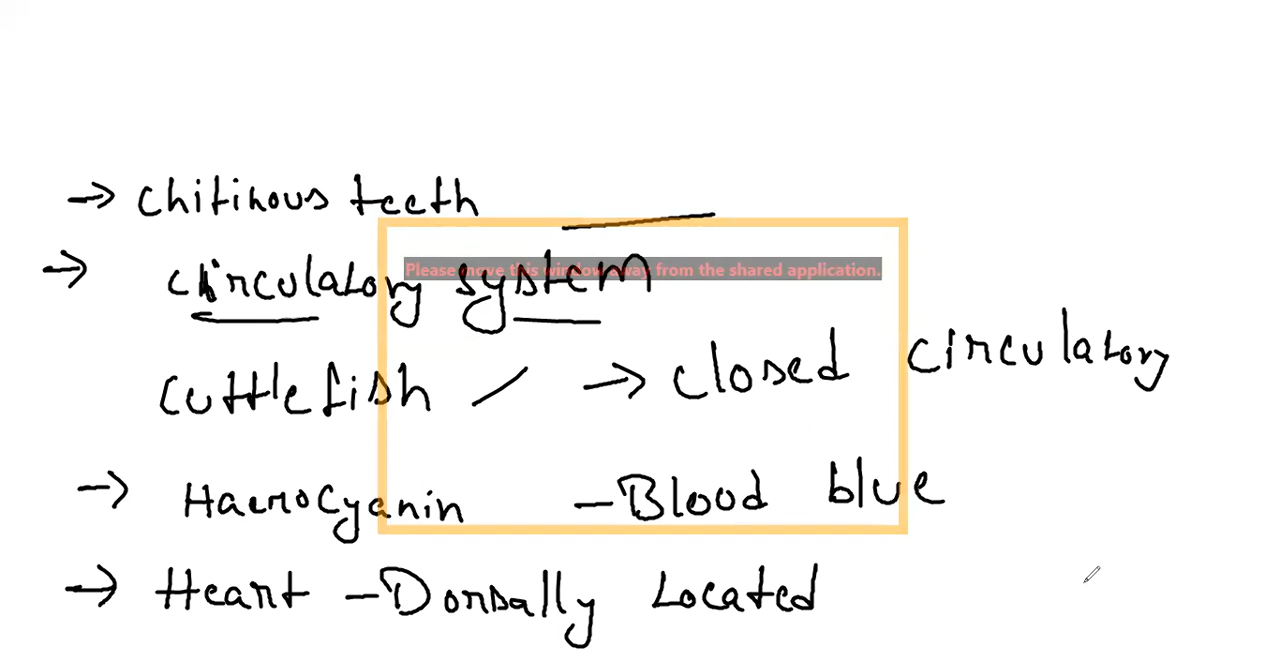 → Chitinous teeth
Please move this window away from the shared application.
→ Circulatory system
Cuttlefish / → Closed circulatory
→ Haemocyanin – Blood blue
→ Heart – Dorsally Located